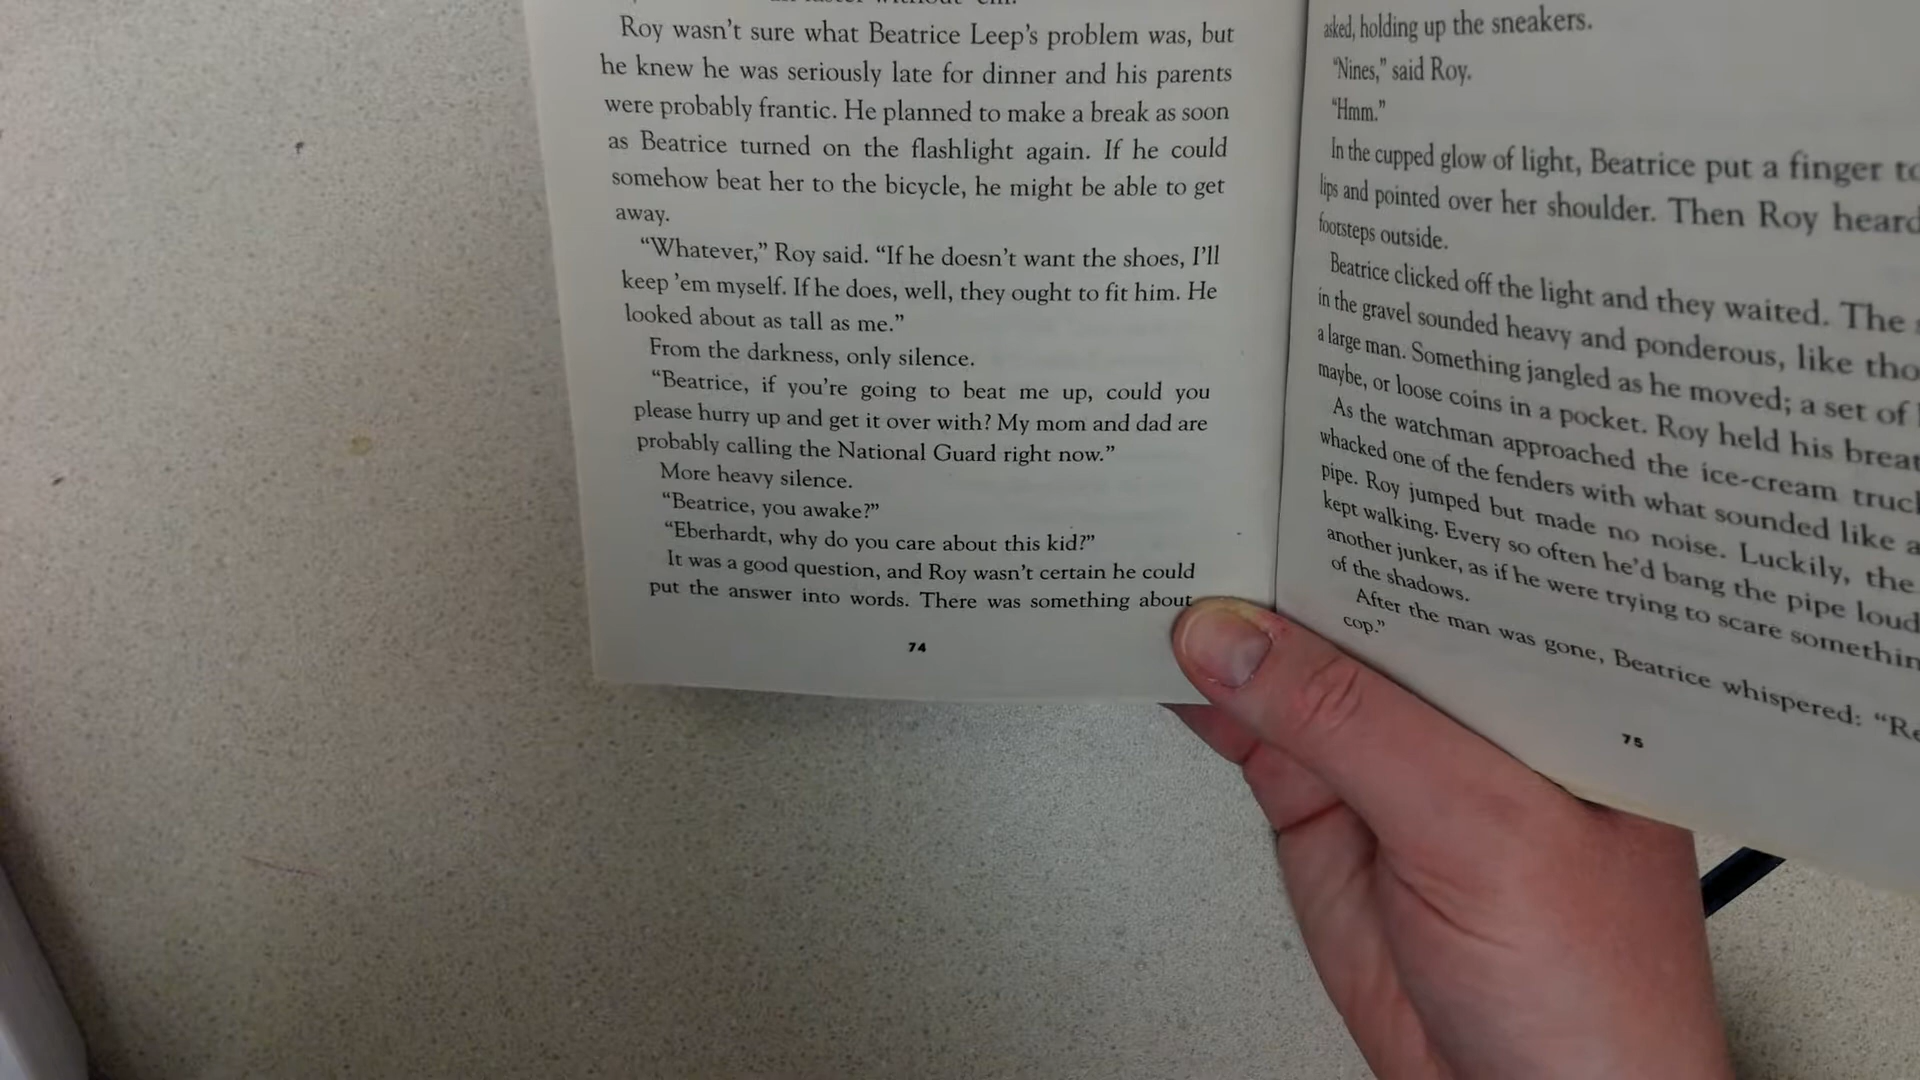 Roy wasn't sure what Beatrice Leep's problem was, but
he knew he was seriously late for dinner and his parents
were probably frantic. He planned to make a break as soon
as Beatrice turned on the flashlight again. If he could
somehow beat her to the bicycle, he might be able to get
away.
“Whatever,” Roy said. “If he doesn't want the shoes, I'll
keep 'em myself. If he does, well, they ought to fit him. He
looked about as tall as me.”
From the darkness, only silence.
“Beatrice, if you're going to beat me up, could you
please hurry up and get it over with? My mom and dad are
probably calling the National Guard right now.”
More heavy silence.
“Beatrice, you awake?”
“Eberhardt, why do you care about this kid?”
It was a good question, and Roy wasn't certain he could
put the answer into words. There was something about
74
asked, holding up the sneakers.
“Nines,” said Roy.
“Hmm.”
In the cupped glow of light, Beatrice put a finger to
lips and pointed over her shoulder. Then Roy heard
footsteps outside.
Beatrice clicked off the light and they waited. The
in the gravel sounded heavy and ponderous, like tho
a large man. Something jangled as he moved; a set of
maybe, or loose coins in a pocket. Roy held his breat
As the watchman approached the ice-cream truc
whacked one of the fenders with what sounded like a
pipe. Roy jumped but made no noise. Luckily, the
kept walking. Every so often he'd bang the pipe loud
another junker, as if he were trying to scare somethin
of the shadows.
After the man was gone, Beatrice whispered: “Re
cop.”
75